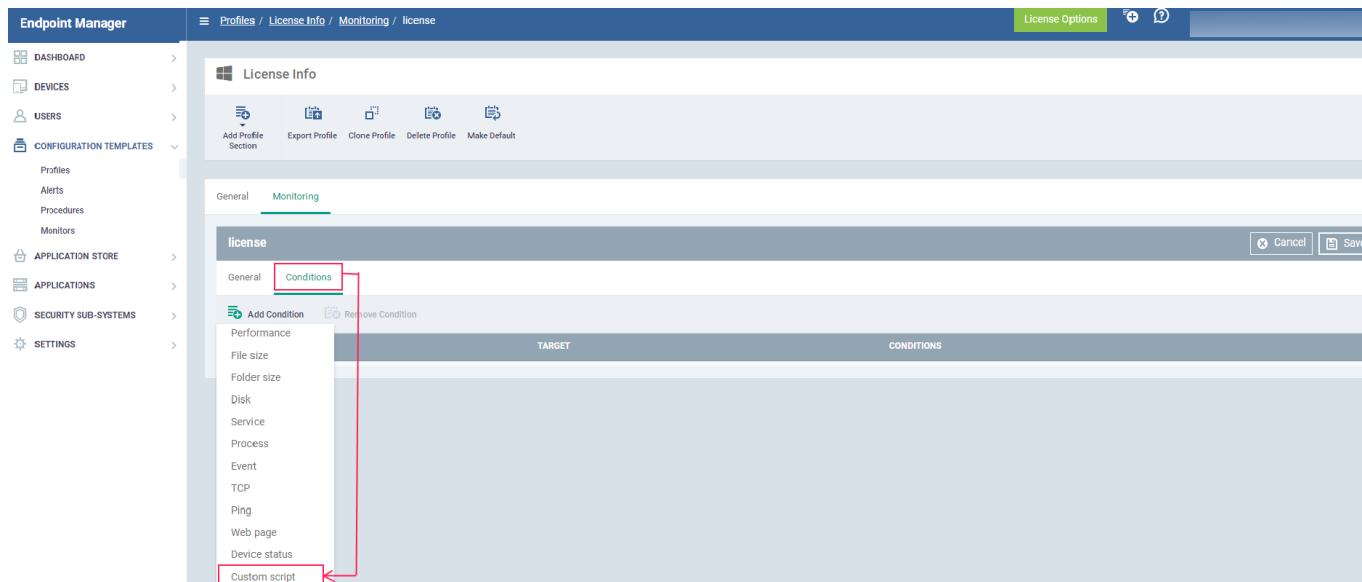 Endpoint Manager
Profiles / License Info / Monitoring / license
License Options
DASHBOARD
DEVICES
USERS
CONFIGURATION TEMPLATES
Profiles
Alerts
Procedures
Monitors
APPLICATION STORE
APPLICATIONS
SECURITY SUB-SYSTEMS
SETTINGS
License Info
Add Profile Section
Export Profile
Clone Profile
Delete Profile
Make Default
General
Monitoring
license
Cancel
Save
General
Conditions
Add Condition
Remove Condition
TARGET
CONDITIONS
Performance
File size
Folder size
Disk
Service
Process
Event
TCP
Ping
Web page
Device status
Custom script